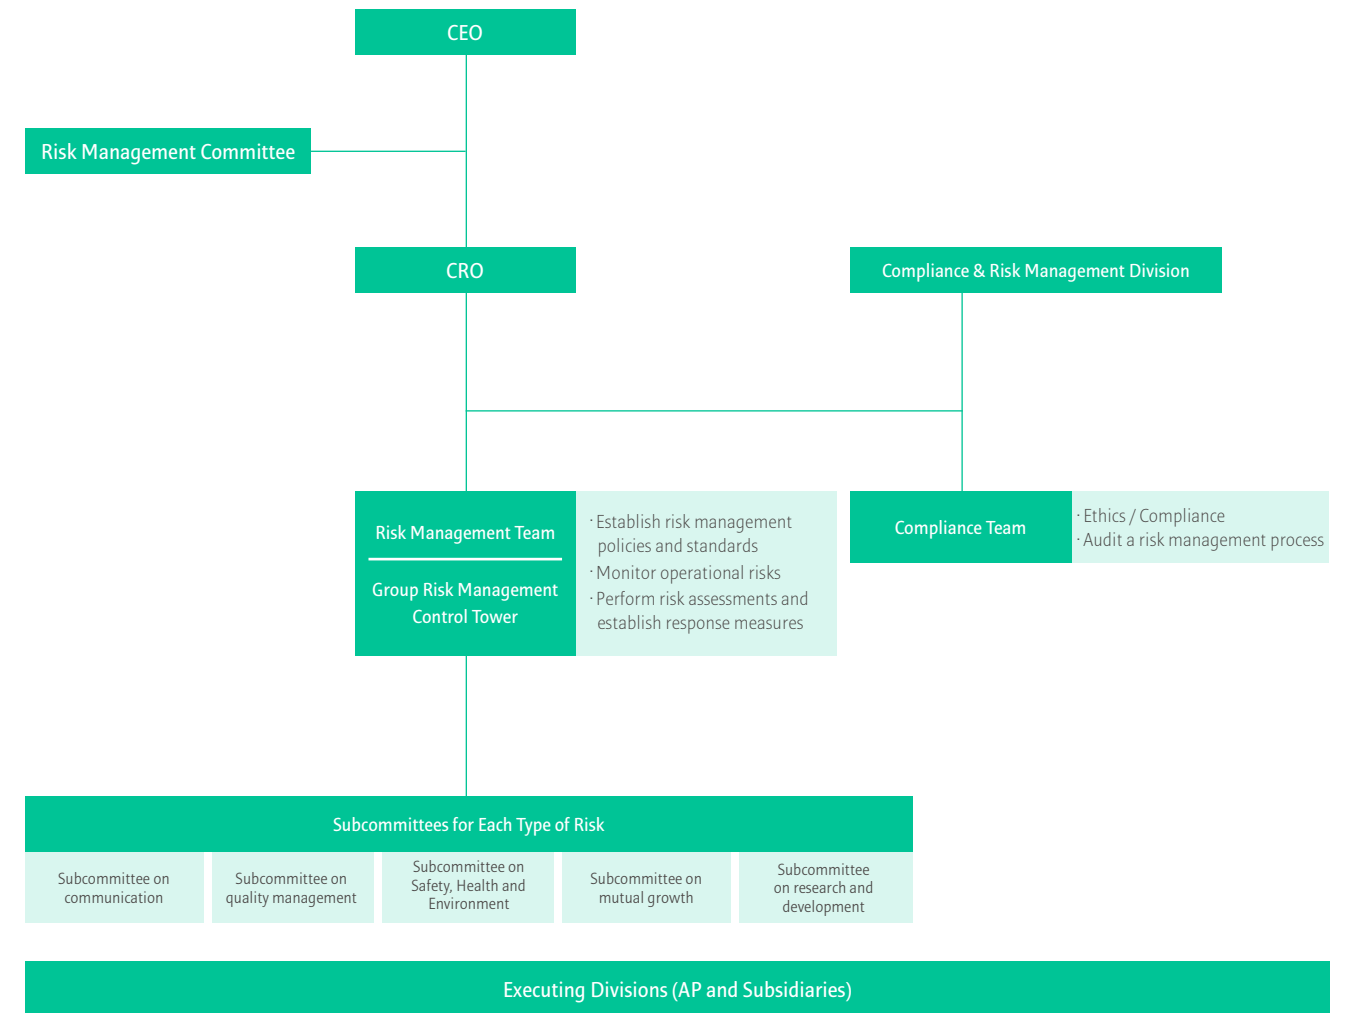 CEO
Risk Management Committee
CRO
Compliance & Risk Management Division
Risk Management Team
Group Risk Management
Control Tower
· Establish risk management
policies and standards
· Monitor operational risks
· Perform risk assessments and
establish response measures
Compliance Team
· Ethics / Compliance
· Audit a risk management process
Subcommittees for Each Type of Risk
Subcommittee on
communication
Subcommittee on
quality management
Subcommittee on
Safety, Health and
Environment
Subcommittee on
mutual growth
Subcommittee
on research and
development
Executing Divisions (AP and Subsidiaries)